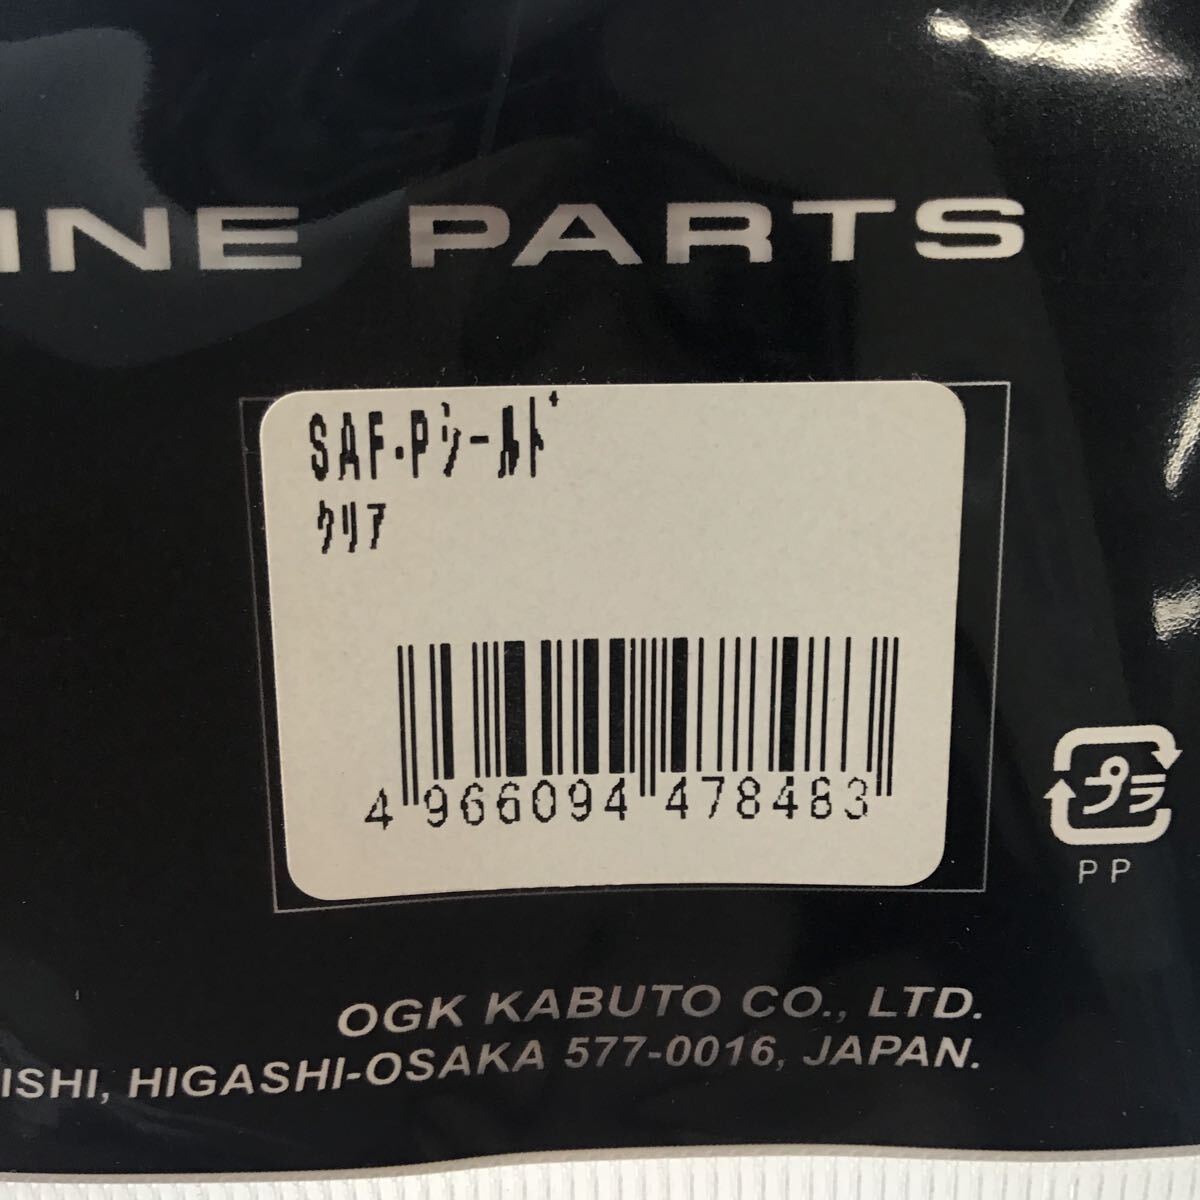 INE PARTS
SAF-Pシールド
クリア
4 966094 478483
プラ
PP
OGK KABUTO CO., LTD.
ISHI, HIGASHI-OSAKA 577-0016, JAPAN.